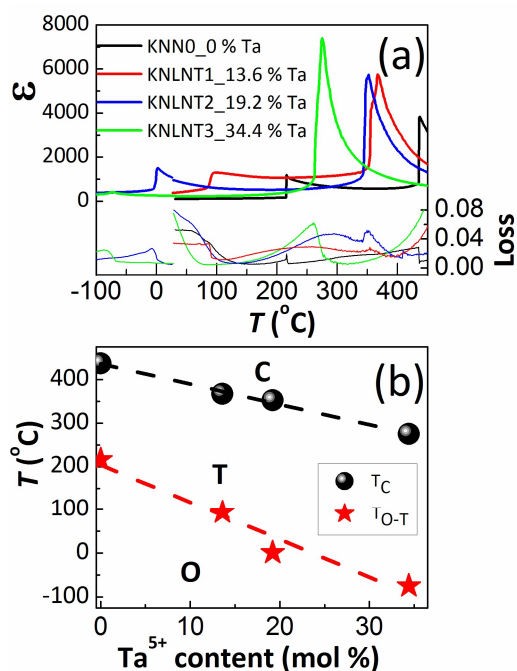 (a)
KNN0_0 % Ta
KNLNT1_13.6 % Ta
KNLNT2_19.2 % Ta
KNLNT3_34.4 % Ta
8000
6000
4000
2000
0
ε
0.08
0.04
0.00
Loss
-100 0 100 200 300 400
T (°C)
(b)
C
T
O
T_C
T_O-T
400
300
200
100
0
-100
T (°C)
0 10 20 30
Ta⁵⁺ content (mol %)